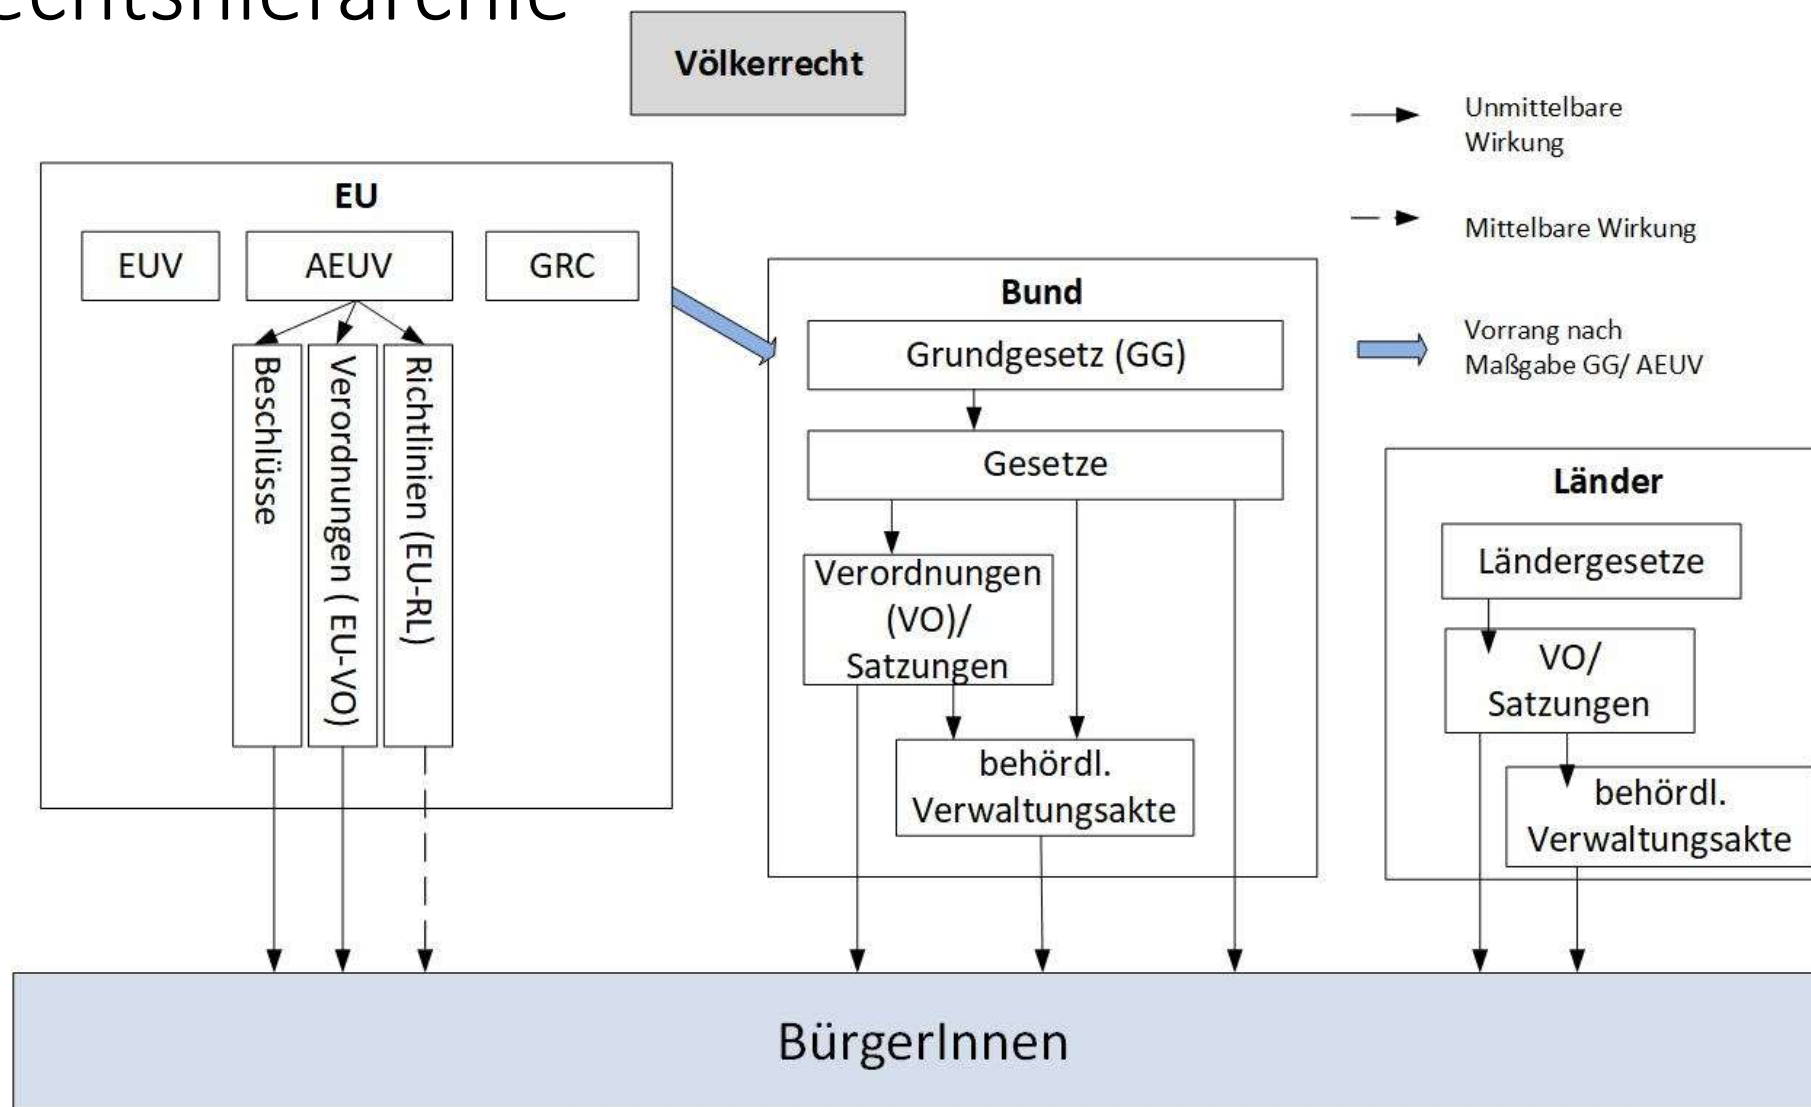 echtshierarchie
Völkerrecht
Unmittelbare
Wirkung
Mittelbare Wirkung
Vorrang nach
Maßgabe GG/ AEUV
EU
EUV
AEUV
GRC
Beschlüsse
Verordnungen ( EU-VO)
Richtlinien (EU-RL)
Bund
Grundgesetz (GG)
Gesetze
Verordnungen
(VO)/
Satzungen
behördl.
Verwaltungsakte
Länder
Ländergesetze
VO/
Satzungen
behördl.
Verwaltungsakte
BürgerInnen